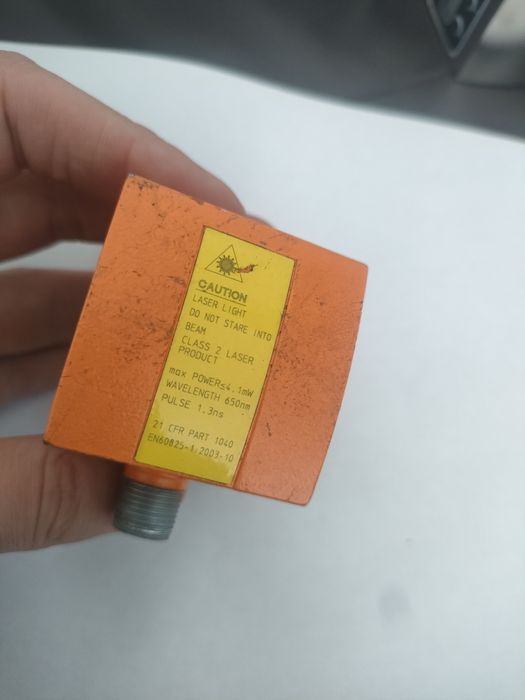 CAUTION
LASER LIGHT
DO NOT STARE INTO
BEAM
CLASS 2 LASER
PRODUCT
max POWER≤4.1mW
WAVELENGTH 650nm
PULSE 1.3ns
21 CFR PART 1040
EN60825-1:2003-10